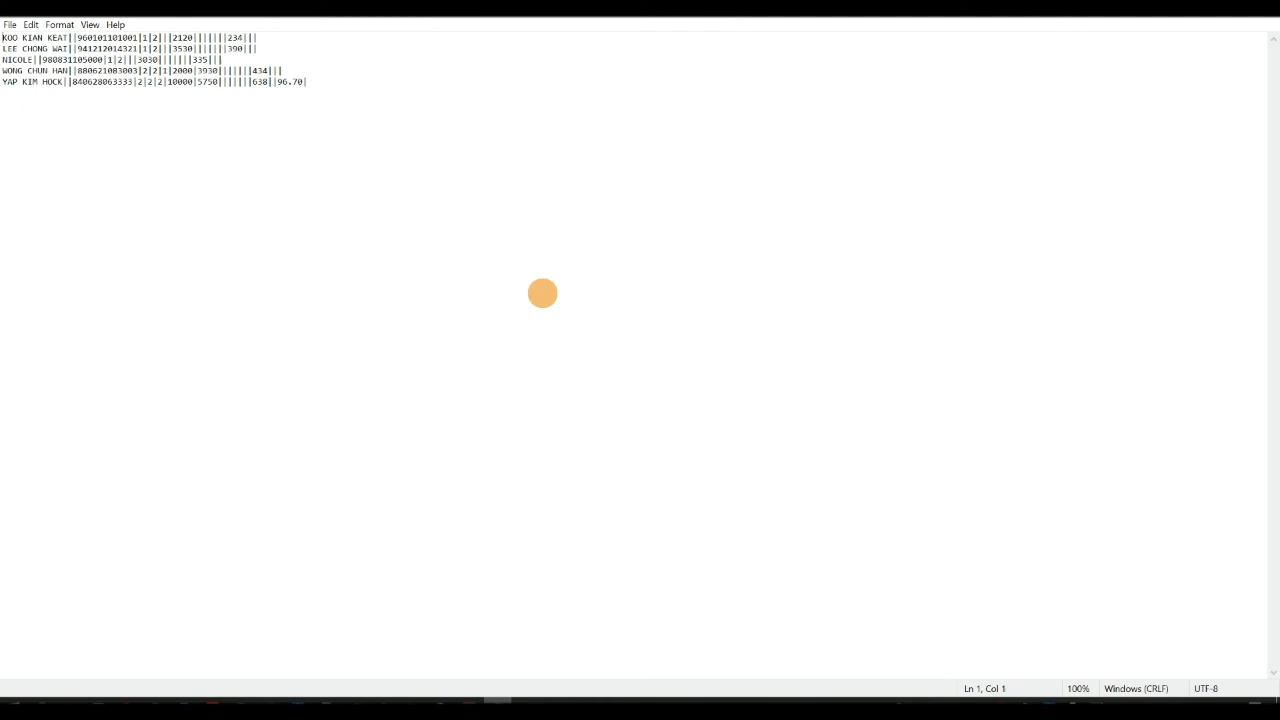 File Edit Format View Help
KOO KIAN KEAT||960101101001|1|2|||2120|||||||234|||
LEE CHONG WAI||941212014321|1|2|||3530|||||||390|||
NICOLE||980831105000|1|2|||3030|||||||335|||
WONG CHUN HAN||880621083003|2|2|1|2000|3930|||||||434|||
YAP KIM HOCK||840628063333|2|2|2|10000|5750|||||||638||96.70|
Ln 1, Col 1 100% Windows (CRLF) UTF-8